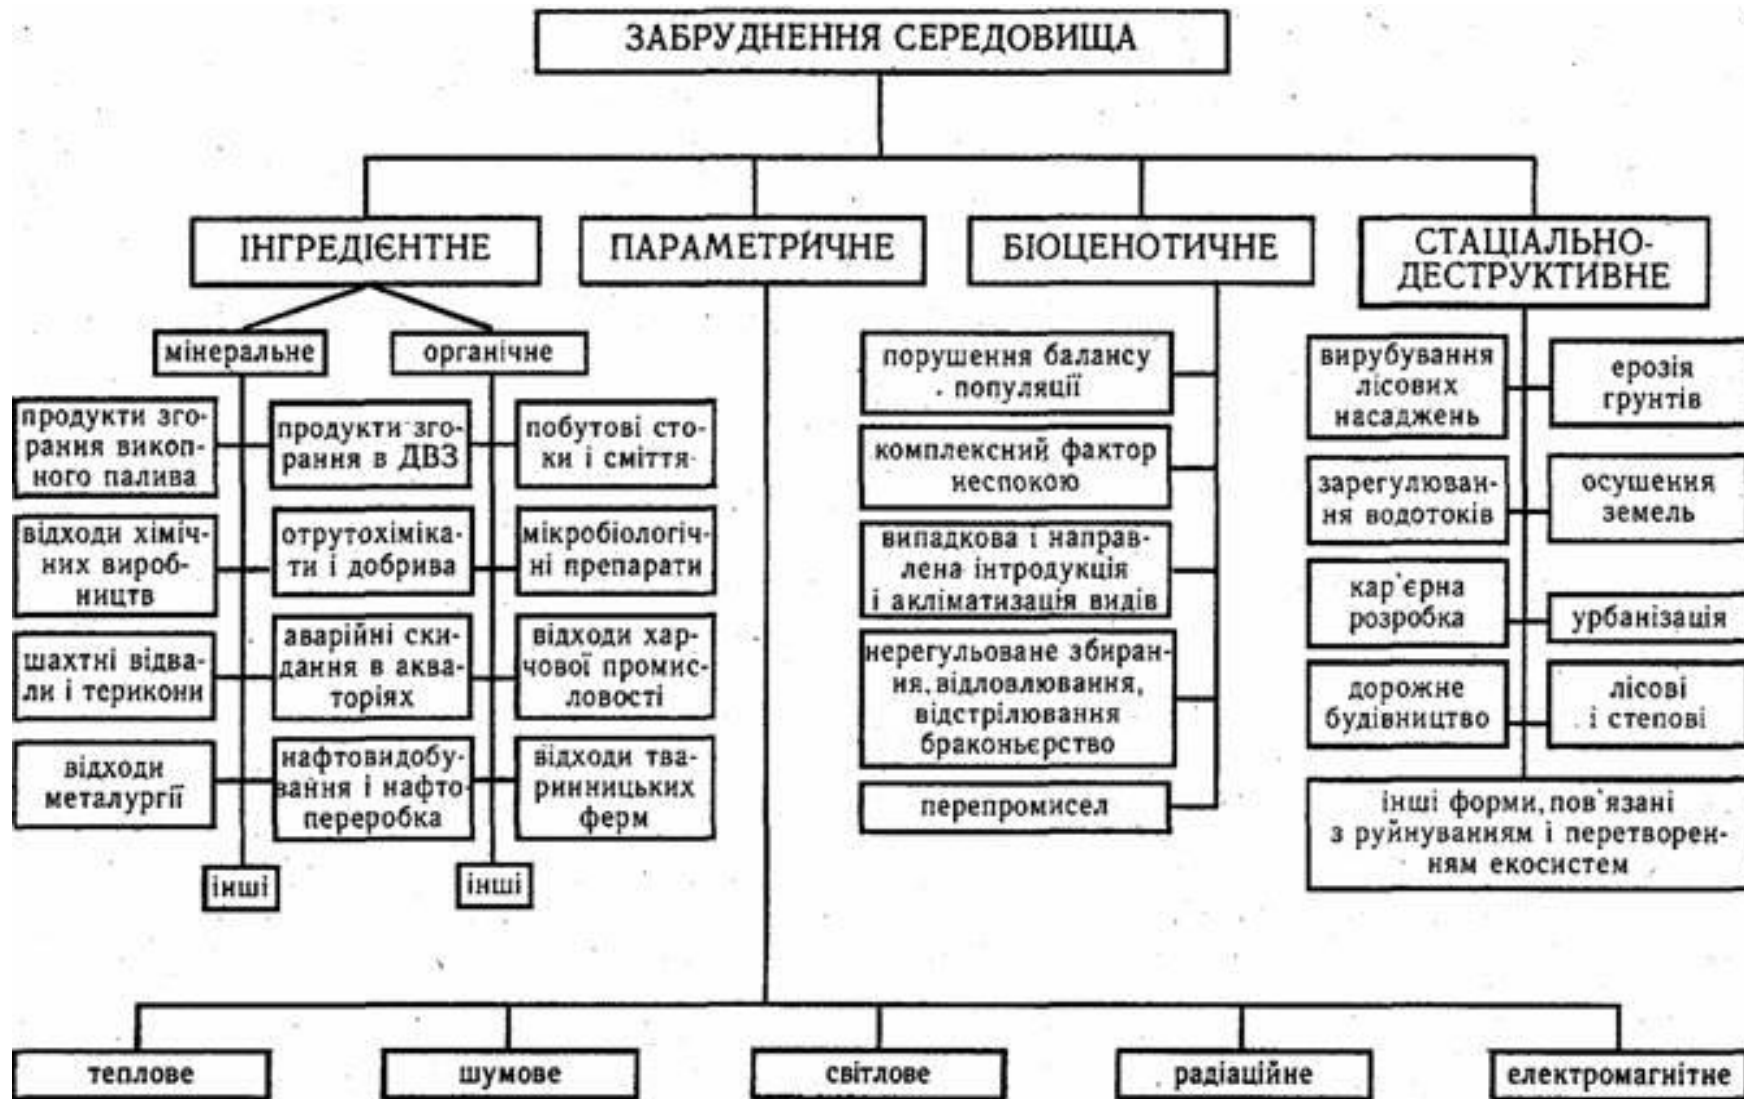 ЗАБРУДНЕННЯ СЕРЕДОВИЩА
ІНГРЕДІЄНТНЕ
ПАРАМЕТРИЧНЕ
БІОЦЕНОТИЧНЕ
СТАЦІАЛЬНО-
ДЕСТРУКТИВНЕ
мінеральне
органічне
продукти зго-
рання викоп-
ного палива
продукти зго-
рання в ДВЗ
побутові сто-
ки і сміття
відходи хіміч-
них вироб-
ництв
отрутохіміка-
ти і добрива
мікробіологіч-
ні препарати
шахтні відва-
ли і терикони
аварійні ски-
дання в аква-
торіях
відходи хар-
чової промис-
ловості
відходи
металургії
нафтовидобу-
вання і нафто-
переробка
відходи тва-
ринницьких
ферм
інші
інші
порушення балансу
популяції
комплексний фактор
неспокою
випадкова і направ-
лена інтродукція
і акліматизація видів
нерегульоване збиран-
ня, відловлювання,
відстрілювання
браконьєрство
перепромисел
вирубування
лісових
насаджень
ерозія
грунтів
зарегулюван-
ня водотоків
осушення
земель
кар'єрна
розробка
урбанізація
дорожне
будівництво
лісові
і степові
інші форми, пов'язані
з руйнуванням і перетворен-
ням екосистем
теплове
шумове
світлове
радіаційне
електромагнітне